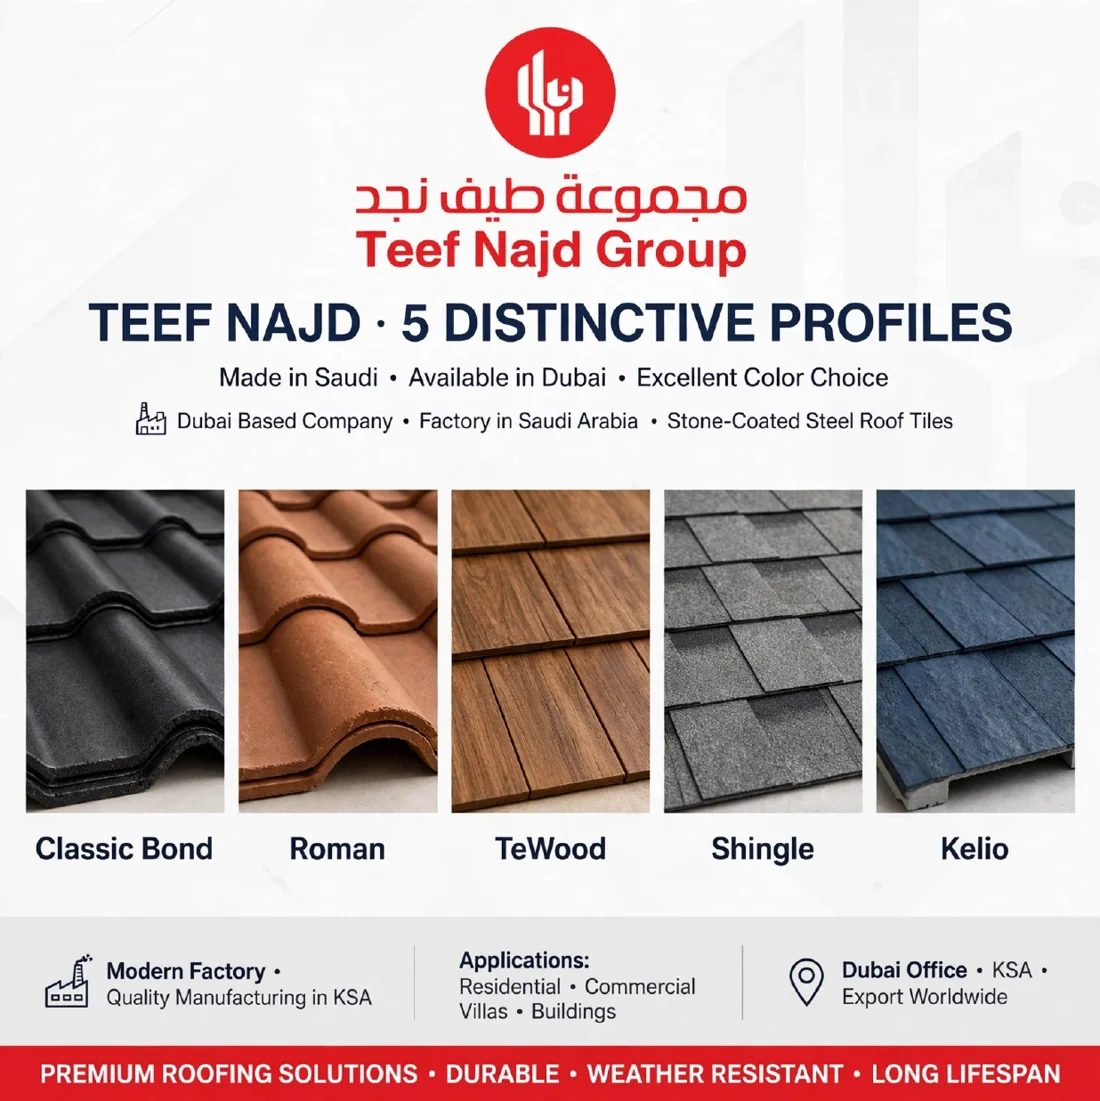 مجموعة طيف نجد
Teef Najd Group
TEEF NAJD · 5 DISTINCTIVE PROFILES
Made in Saudi • Available in Dubai • Excellent Color Choice
Dubai Based Company • Factory in Saudi Arabia • Stone-Coated Steel Roof Tiles
Classic Bond
Roman
TeWood
Shingle
Kelio
Modern Factory •
Quality Manufacturing in KSA
Applications:
Residential • Commercial
Villas • Buildings
Dubai Office • KSA •
Export Worldwide
PREMIUM ROOFING SOLUTIONS • DURABLE • WEATHER RESISTANT • LONG LIFESPAN